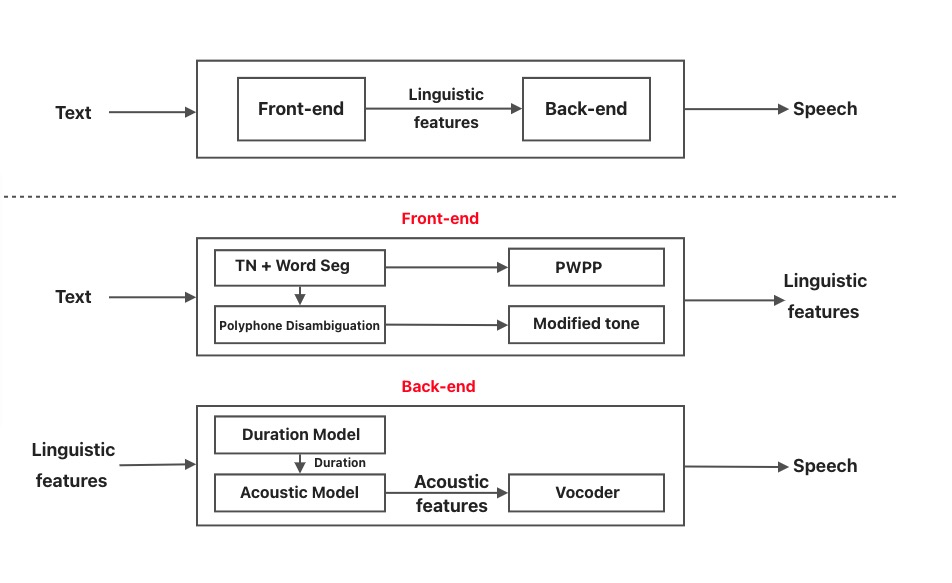 Text
Front-end
Linguistic
features
Back-end
Speech
Front-end
Text
TN + Word Seg
PWPP
Polyphone Disambiguation
Modified tone
Linguistic
features
Back-end
Linguistic
features
Duration Model
Duration
Acoustic Model
Acoustic
features
Vocoder
Speech